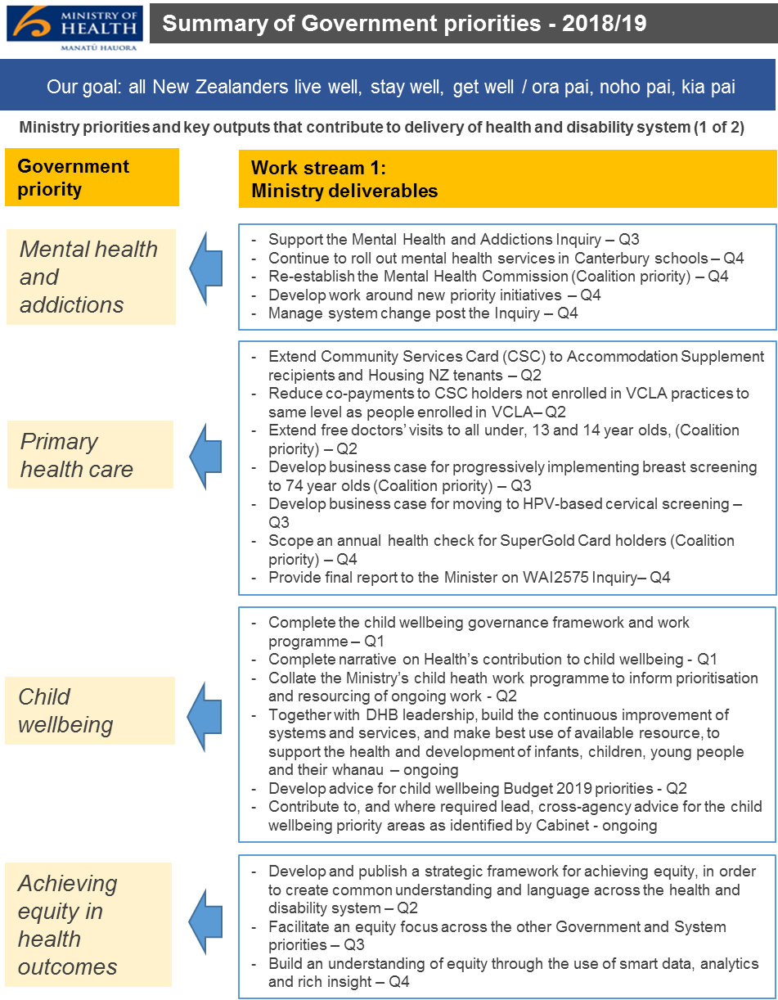 MINISTRY OF
HEALTH
MANATŪ HAUORA
Summary of Government priorities - 2018/19
Our goal: all New Zealanders live well, stay well, get well / ora pai, noho pai, kia pai
Ministry priorities and key outputs that contribute to delivery of health and disability system (1 of 2)
Government
priority
Work stream 1:
Ministry deliverables
Mental health
and
addictions
- Support the Mental Health and Addictions Inquiry – Q3
- Continue to roll out mental health services in Canterbury schools – Q4
- Re-establish the Mental Health Commission (Coalition priority) – Q4
- Develop work around new priority initiatives – Q4
- Manage system change post the Inquiry – Q4
Primary
health care
- Extend Community Services Card (CSC) to Accommodation Supplement
recipients and Housing NZ tenants – Q2
- Reduce co-payments to CSC holders not enrolled in VCLA practices to
same level as people enrolled in VCLA– Q2
- Extend free doctors' visits to all under, 13 and 14 year olds, (Coalition
priority) – Q2
- Develop business case for progressively implementing breast screening
to 74 year olds (Coalition priority) – Q3
- Develop business case for moving to HPV-based cervical screening –
Q3
- Scope an annual health check for SuperGold Card holders (Coalition
priority) – Q4
- Provide final report to the Minister on WAI2575 Inquiry– Q4
Child
wellbeing
- Complete the child wellbeing governance framework and work
programme – Q1
- Complete narrative on Health's contribution to child wellbeing - Q1
- Collate the Ministry's child heath work programme to inform prioritisation
and resourcing of ongoing work - Q2
- Together with DHB leadership, build the continuous improvement of
systems and services, and make best use of available resource, to
support the health and development of infants, children, young people
and their whanau – ongoing
- Develop advice for child wellbeing Budget 2019 priorities - Q2
- Contribute to, and where required lead, cross-agency advice for the child
wellbeing priority areas as identified by Cabinet - ongoing
Achieving
equity in
health
outcomes
- Develop and publish a strategic framework for achieving equity, in order
to create common understanding and language across the health and
disability system – Q2
- Facilitate an equity focus across the other Government and System
priorities – Q3
- Build an understanding of equity through the use of smart data, analytics
and rich insight – Q4